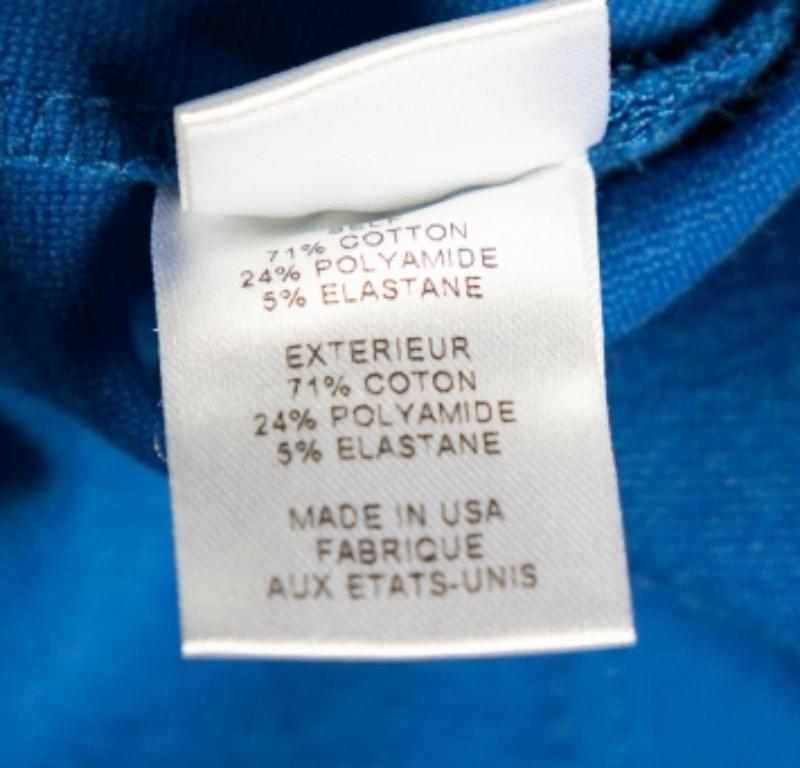 71% COTTON
24% POLYAMIDE
5% ELASTANE
EXTERIEUR
71% COTON
24% POLYAMIDE
5% ELASTANE
MADE IN USA
FABRIQUE
AUX ETATS-UNIS